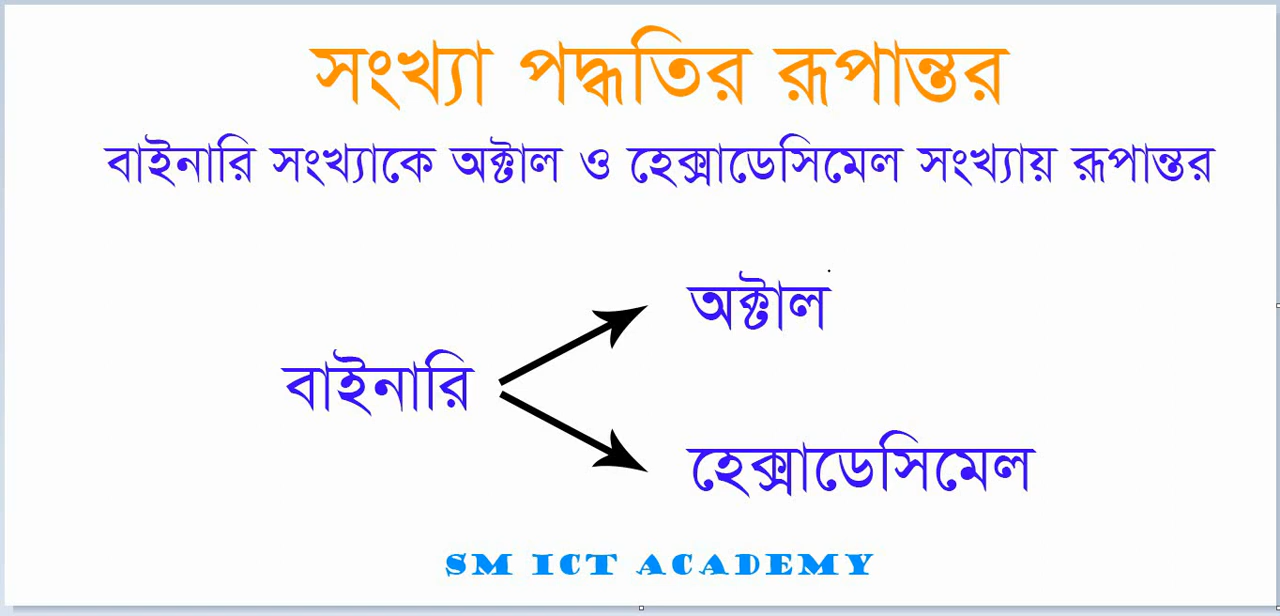 সংখ্যা পদ্ধতির রূপান্তর
বাইনারি সংখ্যাকে অক্টাল ও হেক্সাডেসিমেল সংখ্যায় রূপান্তর
অক্টাল
বাইনারি
হেক্সাডেসিমেল
SM ICT ACADEMY